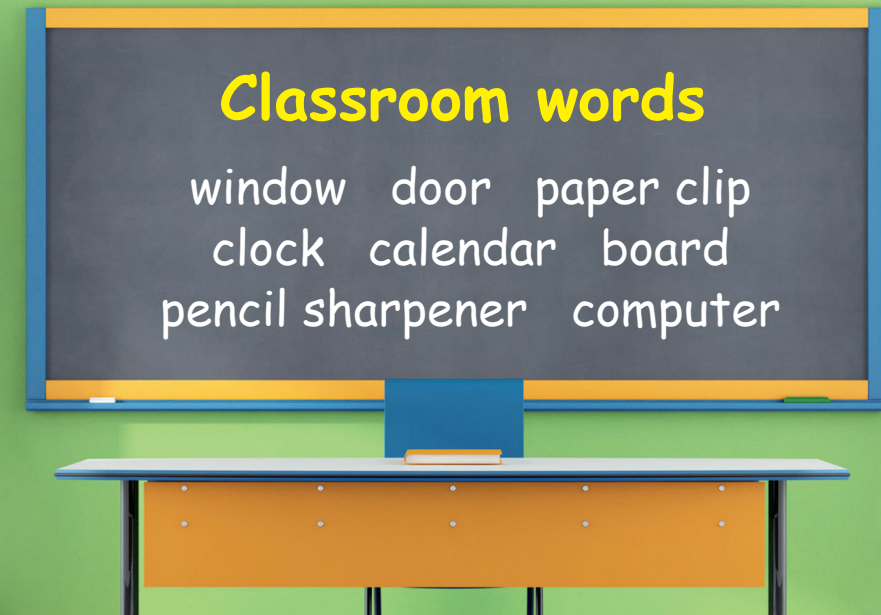 Classroom words
window door paper clip
clock calendar board
pencil sharpener computer